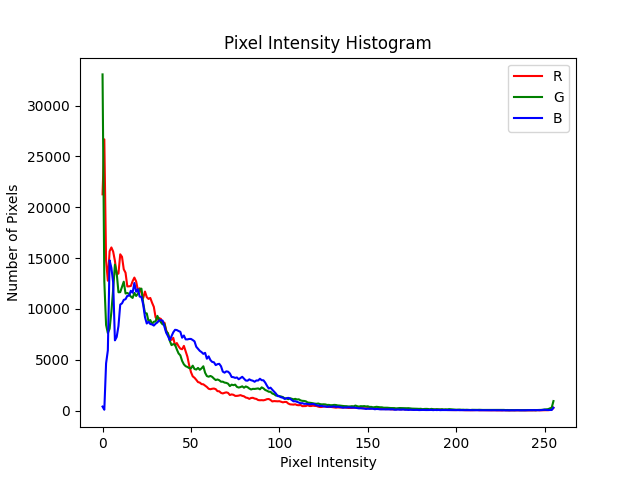 Pixel Intensity Histogram
R
G
B
Number of Pixels
30000
25000
20000
15000
10000
5000
0
0 50 100 150 200 250
Pixel Intensity